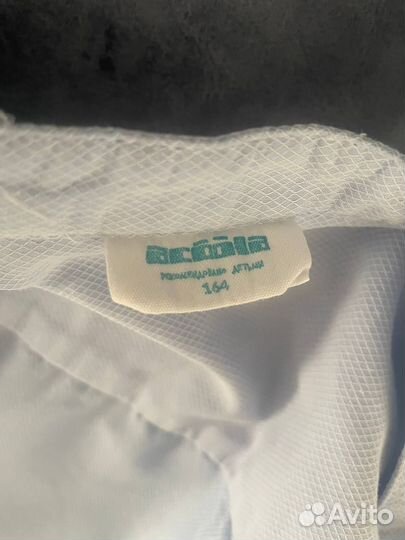 acoola
рекомендовано детьми
164
Avito